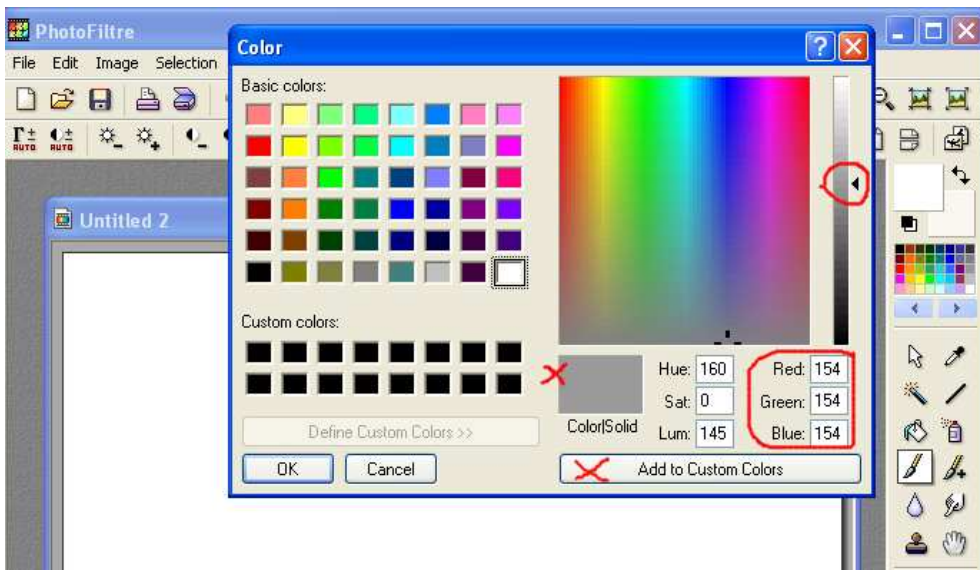 PhotoFiltre
File Edit Image Selection
AUTO AUTO
Untitled 2
Color
Basic colors:
Custom colors:
Define Custom Colors >>
OK Cancel
Color|Solid
Hue: 160 Red: 154
Sat: 0 Green: 154
Lum: 145 Blue: 154
Add to Custom Colors